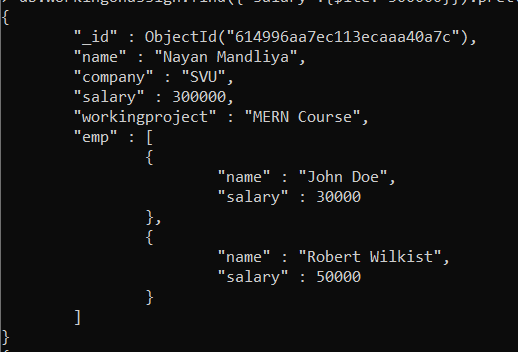 {
"_id" : ObjectId("614996aa7ec113ecaaa40a7c"),
"name" : "Nayan Mandliya",
"company" : "SVU",
"salary" : 300000,
"workingproject" : "MERN Course",
"emp" : [
{
"name" : "John Doe",
"salary" : 30000
},
{
"name" : "Robert Wilkist",
"salary" : 50000
}
]
}